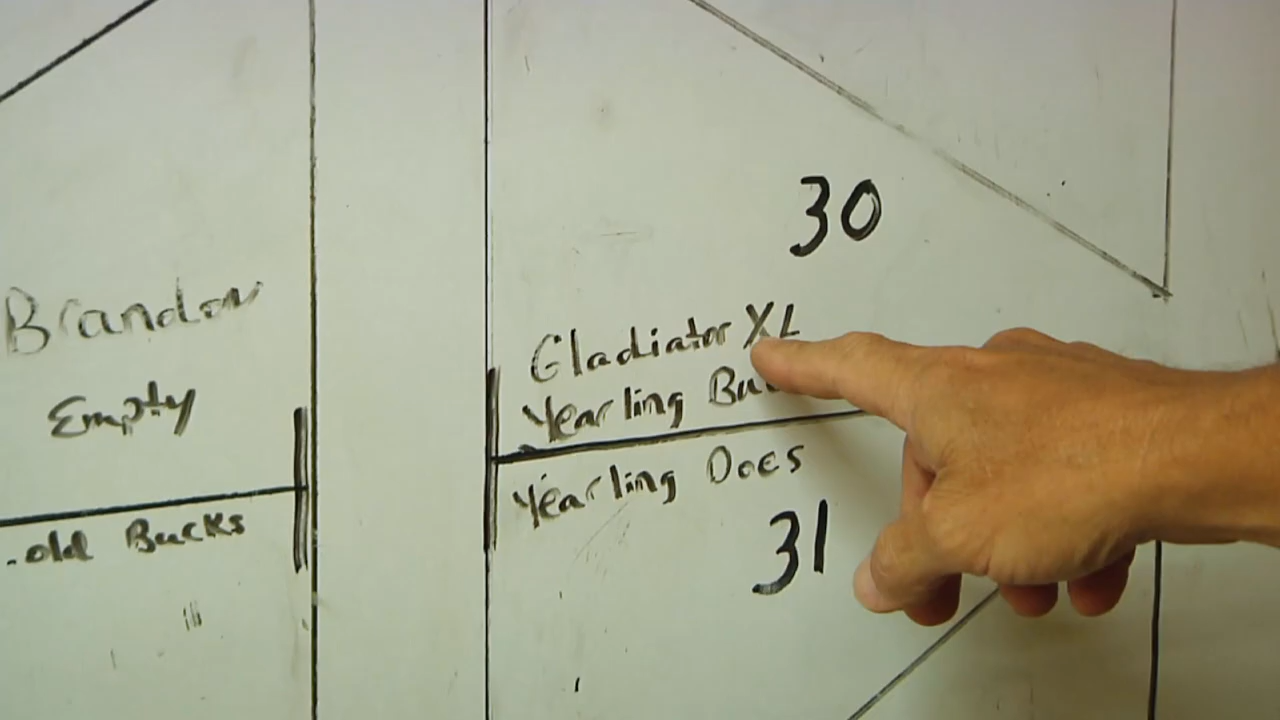 Brandon
Empty
.old Bucks
30
Gladiator XL
Yearling
Yearling Does
31